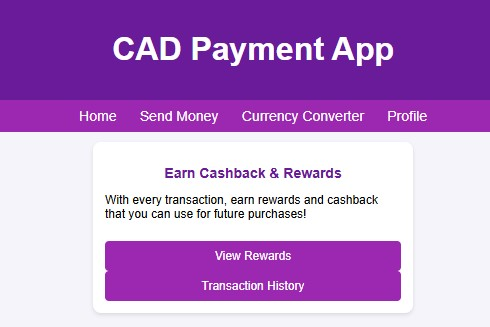 CAD Payment App
Home Send Money Currency Converter Profile
Earn Cashback & Rewards
With every transaction, earn rewards and cashback
that you can use for future purchases!
View Rewards
Transaction History